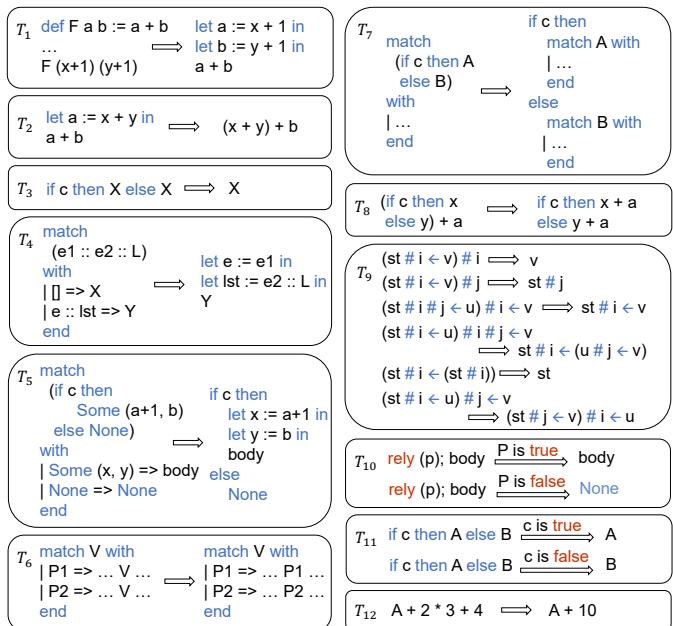 T1
def F a b := a + b
...
F (x+1) (y+1)
let a := x + 1 in
let b := y + 1 in
a + b
T2
let a := x + y in
a + b
(x + y) + b
T3 if c then X else X X
T4
match
(e1 :: e2 :: L)
with
| [] => X
| e :: lst => Y
end
let e := e1 in
let lst := e2 :: L in
Y
T5
match
(if c then
Some (a+1, b)
else None)
with
| Some (x, y) => body
| None => None
end
if c then
let x := a+1 in
let y := b in
body
else
None
T6
match V with
| P1 => ... V ...
| P2 => ... V ...
end
match V with
| P1 => ... P1 ...
| P2 => ... P2 ...
end
T7
match
(if c then A
else B)
with
| ...
end
if c then
match A with
| ...
end
else
match B with
| ...
end
T8
(if c then x
else y) + a
if c then x + a
else y + a
T9
(st # i ← v) # i ⟹ v
(st # i ← v) # j ⟹ st # j
(st # i # j ← u) # i ← v ⟹ st # i ← v
(st # i ← u) # i # j ← v
⟹ st # i ← (u # j ← v)
(st # i ← (st # i)) ⟹ st
(st # i ← u) # j ← v
⟹ (st # j ← v) # i ← u
T10
rely (p); body P is true body
rely (p); body P is false None
T11
if c then A else B c is true A
if c then A else B c is false B
T12 A + 2 * 3 + 4 ⟹ A + 10